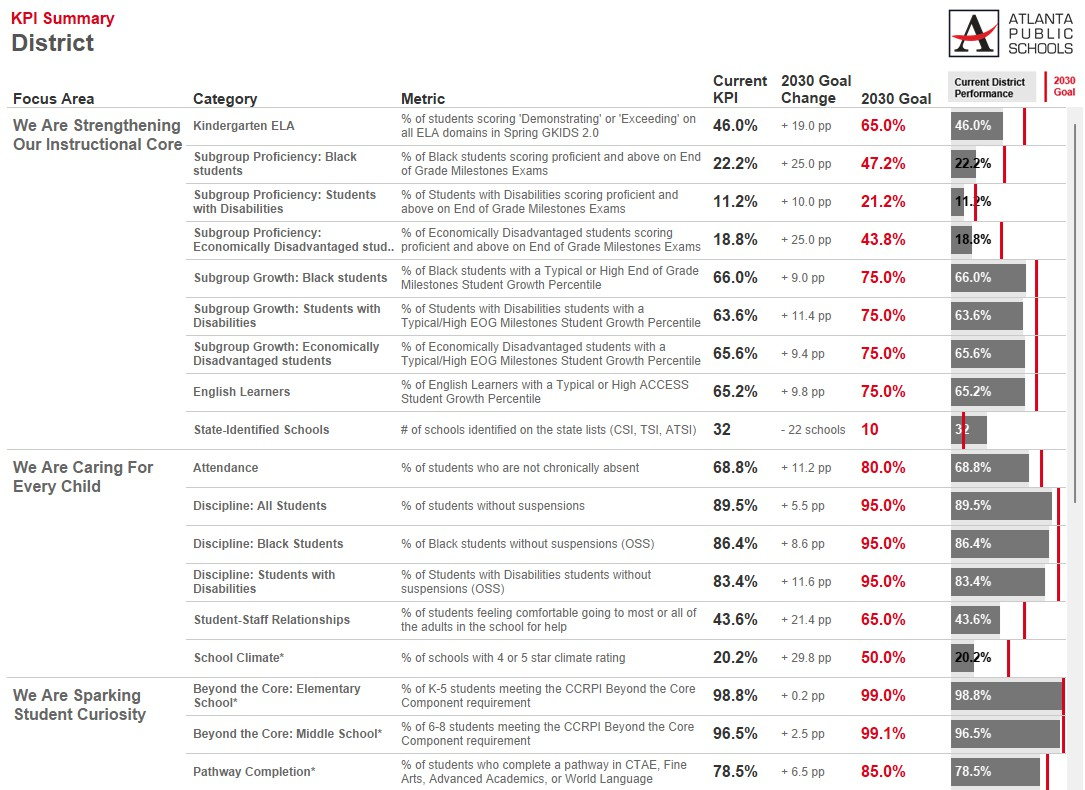 KPI Summary
District
ATLANTA
PUBLIC
SCHOOLS
Focus Area
Category
Metric
Current
KPI
2030 Goal
Change
2030 Goal
Current District
Performance
2030
Goal
We Are Strengthening
Our Instructional Core
Kindergarten ELA
% of students scoring 'Demonstrating' or 'Exceeding' on
all ELA domains in Spring GKIDS 2.0
46.0%
+ 19.0 pp
65.0%
46.0%
Subgroup Proficiency: Black
students
% of Black students scoring proficient and above on End
of Grade Milestones Exams
22.2%
+ 25.0 pp
47.2%
22.2%
Subgroup Proficiency: Students
with Disabilities
% of Students with Disabilities scoring proficient and
above on End of Grade Milestones Exams
11.2%
+ 10.0 pp
21.2%
11.2%
Subgroup Proficiency:
Economically Disadvantaged stud..
% of Economically Disadvantaged students scoring
proficient and above on End of Grade Milestones Exams
18.8%
+ 25.0 pp
43.8%
18.8%
Subgroup Growth: Black students
% of Black students with a Typical or High End of Grade
Milestones Student Growth Percentile
66.0%
+ 9.0 pp
75.0%
66.0%
Subgroup Growth: Students with
Disabilities
% of Students with Disabilities students with a
Typical/High EOG Milestones Student Growth Percentile
63.6%
+ 11.4 pp
75.0%
63.6%
Subgroup Growth: Economically
Disadvantaged students
% of Economically Disadvantaged students with a
Typical/High EOG Milestones Student Growth Percentile
65.6%
+ 9.4 pp
75.0%
65.6%
English Learners
% of English Learners with a Typical or High ACCESS
Student Growth Percentile
65.2%
+ 9.8 pp
75.0%
65.2%
State-Identified Schools
# of schools identified on the state lists (CSI, TSI, ATSI)
32
- 22 schools
10
32
We Are Caring For
Every Child
Attendance
% of students who are not chronically absent
68.8%
+ 11.2 pp
80.0%
68.8%
Discipline: All Students
% of students without suspensions
89.5%
+ 5.5 pp
95.0%
89.5%
Discipline: Black Students
% of Black students without suspensions (OSS)
86.4%
+ 8.6 pp
95.0%
86.4%
Discipline: Students with
Disabilities
% of Students with Disabilities students without
suspensions (OSS)
83.4%
+ 11.6 pp
95.0%
83.4%
Student-Staff Relationships
% of students feeling comfortable going to most or all of
the adults in the school for help
43.6%
+ 21.4 pp
65.0%
43.6%
School Climate*
% of schools with 4 or 5 star climate rating
20.2%
+ 29.8 pp
50.0%
20.2%
We Are Sparking
Student Curiosity
Beyond the Core: Elementary
School*
% of K-5 students meeting the CCRPI Beyond the Core
Component requirement
98.8%
+ 0.2 pp
99.0%
98.8%
Beyond the Core: Middle School*
% of 6-8 students meeting the CCRPI Beyond the Core
Component requirement
96.5%
+ 2.5 pp
99.1%
96.5%
Pathway Completion*
% of students who complete a pathway in CTAE, Fine
Arts, Advanced Academics, or World Language
78.5%
+ 6.5 pp
85.0%
78.5%